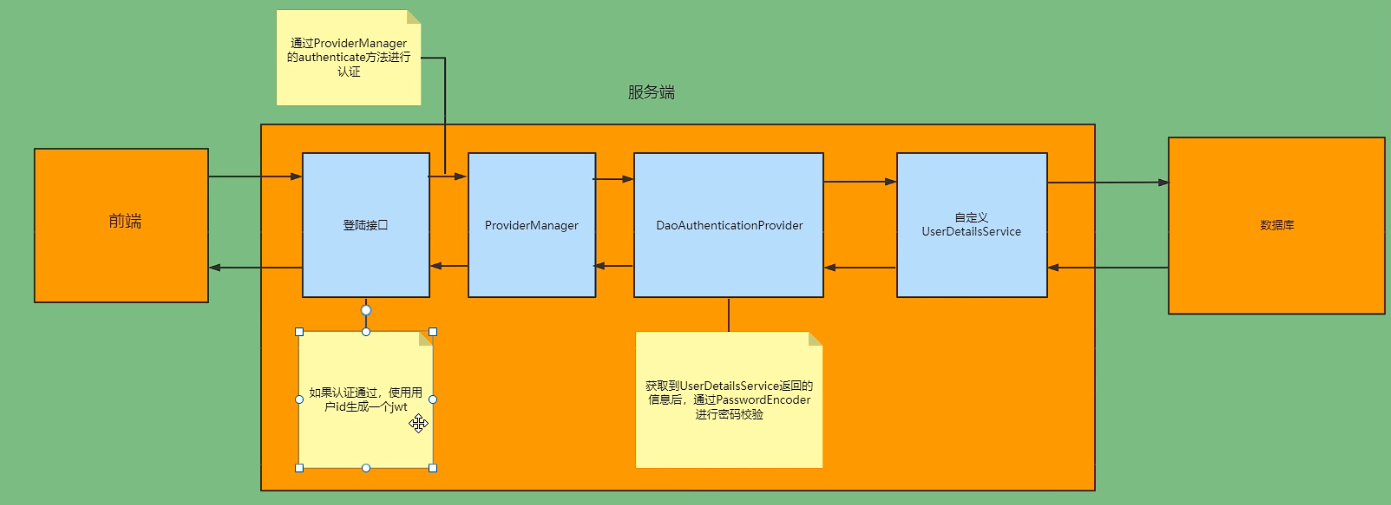 通过ProviderManager
的authenticate方法进行
认证
服务端
前端
登陆接口
ProviderManager
DaoAuthenticationProvider
自定义
UserDetailsService
数据库
如果认证通过，使用用
户id生成一个jwt
获取到UserDetailsService返回的
信息后，通过PasswordEncoder
进行密码校验